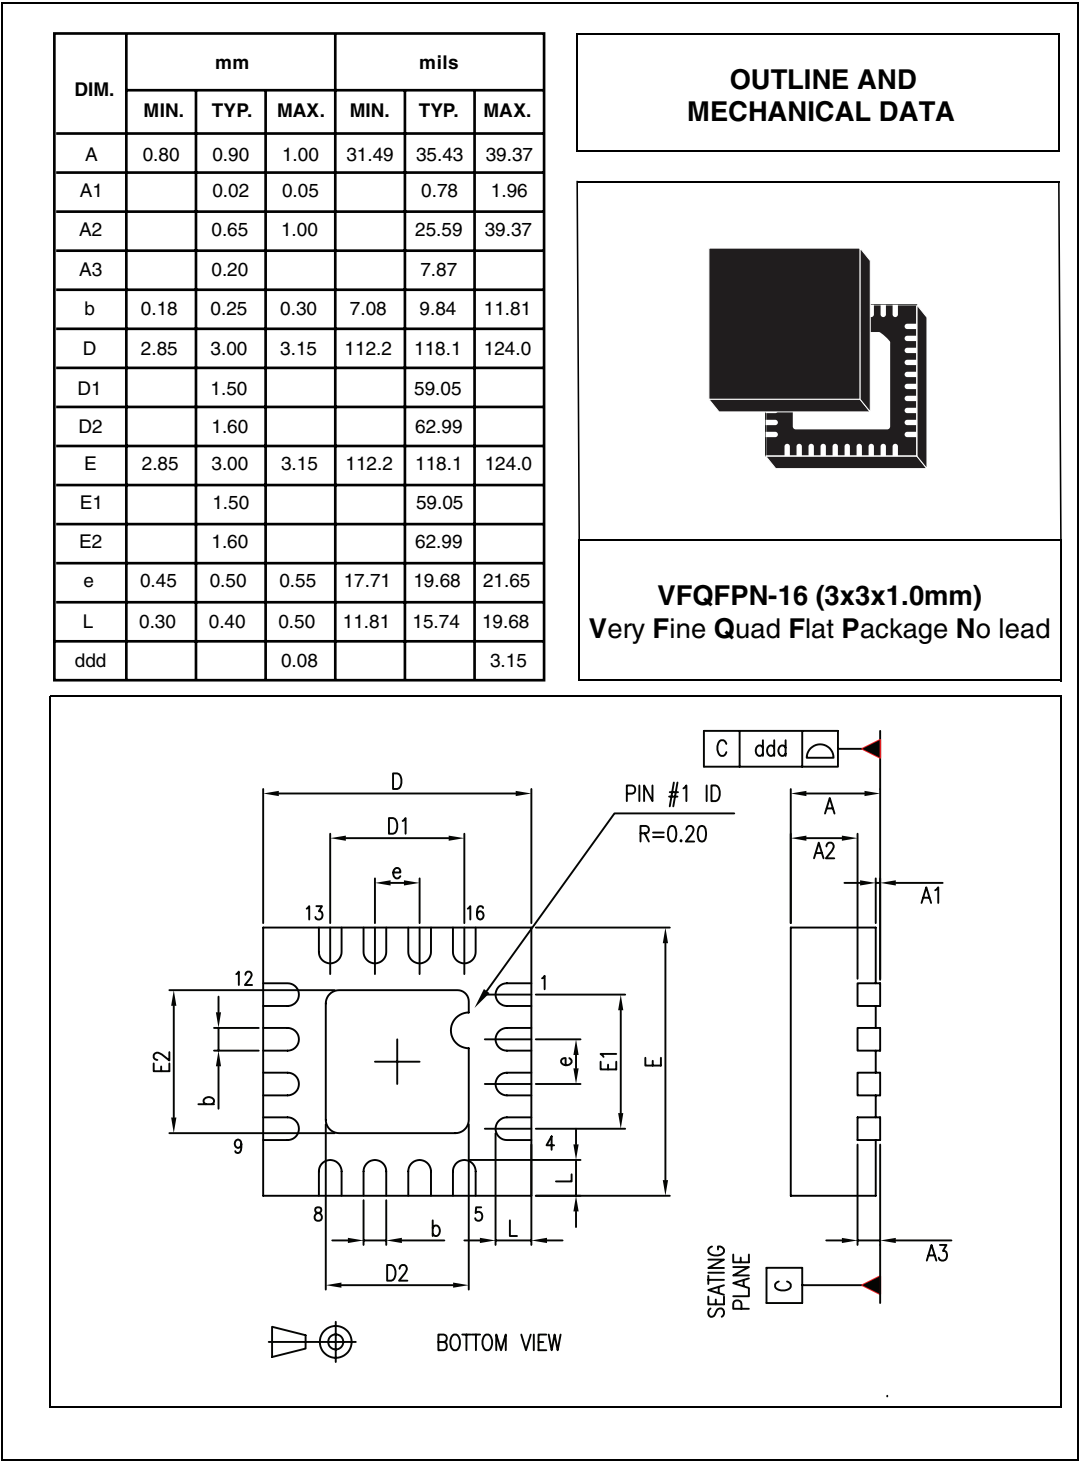 DIM. mm mils
MIN. TYP. MAX. MIN. TYP. MAX.
A 0.80 0.90 1.00 31.49 35.43 39.37
A1 0.02 0.05 0.78 1.96
A2 0.65 1.00 25.59 39.37
A3 0.20 7.87
b 0.18 0.25 0.30 7.08 9.84 11.81
D 2.85 3.00 3.15 112.2 118.1 124.0
D1 1.50 59.05
D2 1.60 62.99
E 2.85 3.00 3.15 112.2 118.1 124.0
E1 1.50 59.05
E2 1.60 62.99
e 0.45 0.50 0.55 17.71 19.68 21.65
L 0.30 0.40 0.50 11.81 15.74 19.68
ddd 0.08 3.15
OUTLINE AND
MECHANICAL DATA
VFQFPN-16 (3x3x1.0mm)
Very Fine Quad Flat Package No lead
C ddd
D
PIN #1 ID
R=0.20
A
D1
A2
e
A1
13
16
12
1
E2
b
e
E1
E
9
4
L
8
5
b
L
D2
A3
SEATING
PLANE
C
BOTTOM VIEW